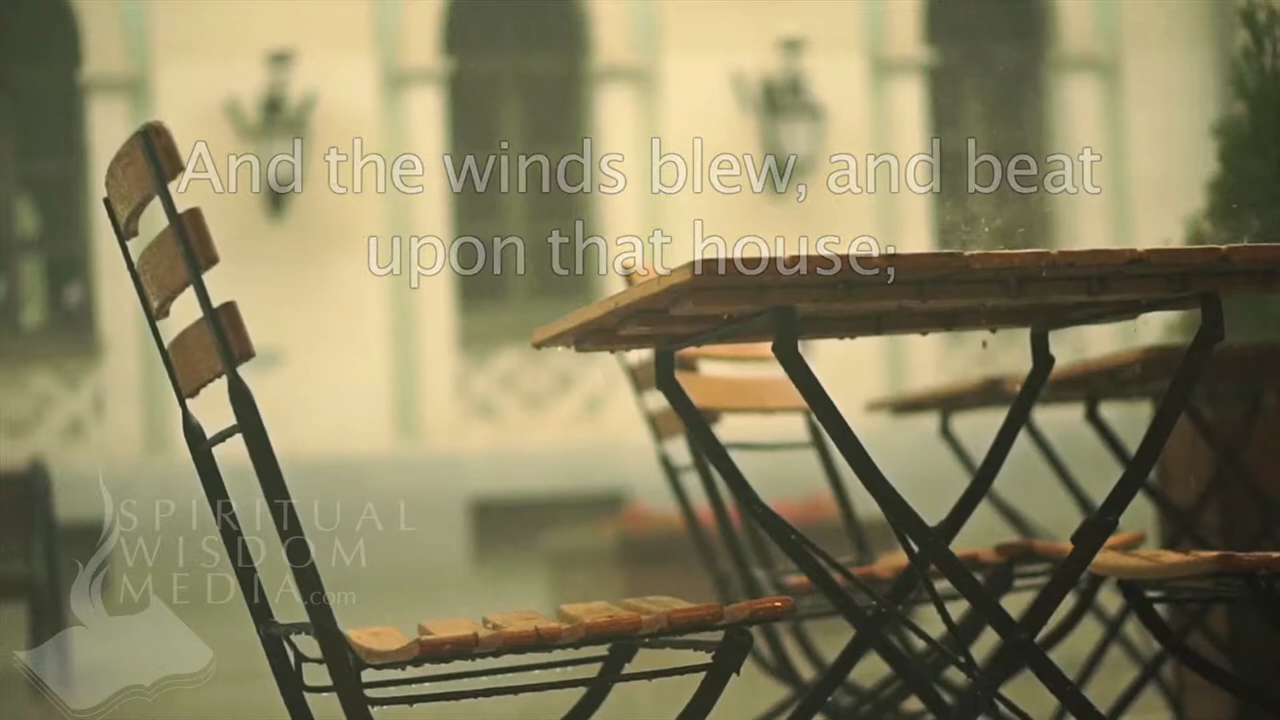 And the winds blew, and beat
upon that house;
SPIRITUAL
WISDOM
MEDIA.com